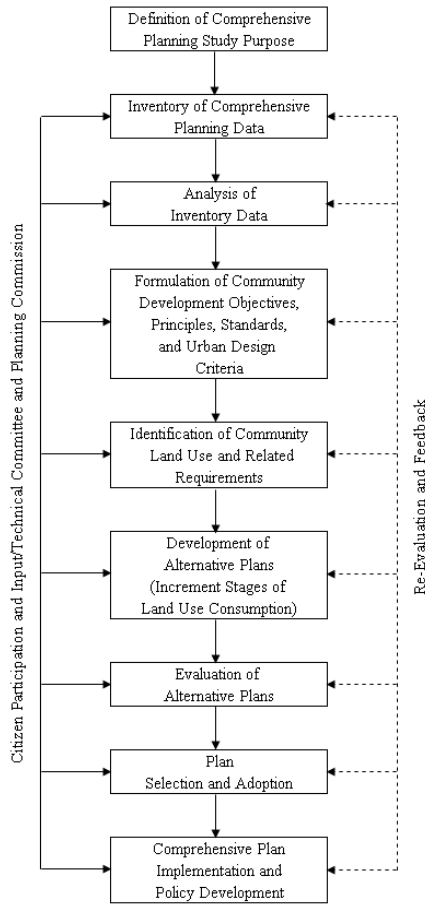 Definition of Comprehensive
Planning Study Purpose
Inventory of Comprehensive
Planning Data
Analysis of
Inventory Data
Formulation of Community
Development Objectives,
Principles, Standards,
and Urban Design
Criteria
Identification of Community
Land Use and Related
Requirements
Development of
Alternative Plans
(Increment Stages of
Land Use Consumption)
Evaluation of
Alternative Plans
Plan
Selection and Adoption
Comprehensive Plan
Implementation and
Policy Development
Citizen Participation and Input/Technical Committee and Planning Commission
Re-Evaluation and Feedback